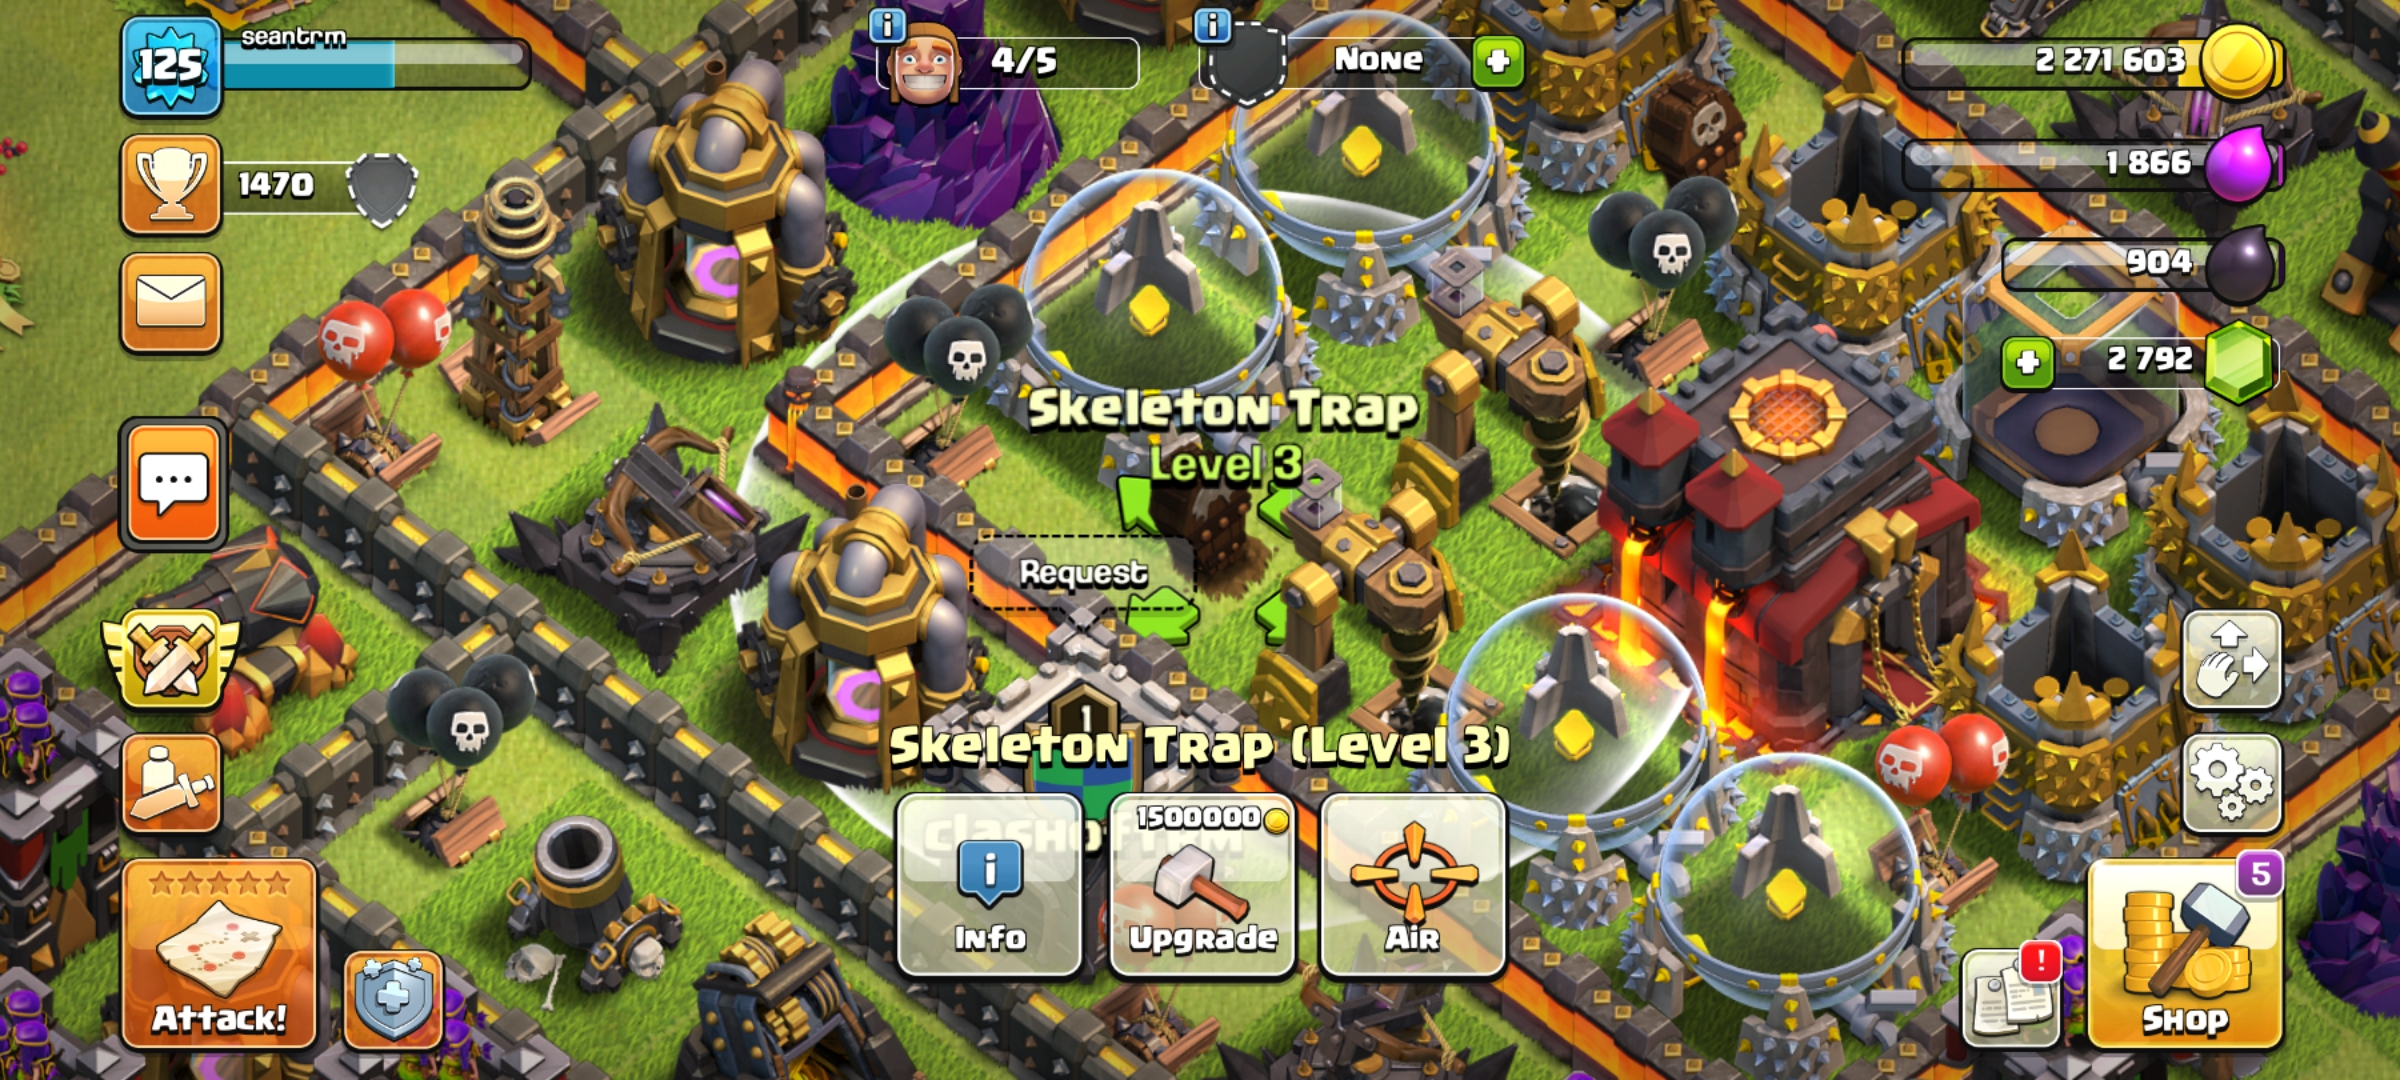 125
seantrm
4/5
None
2 271 603
1470
1 866
904
2 792
Skeleton Trap
Level 3
Request
1
Skeleton Trap (Level 3)
1500000
Info
Upgrade
Air
5
Attack!
!
Shop